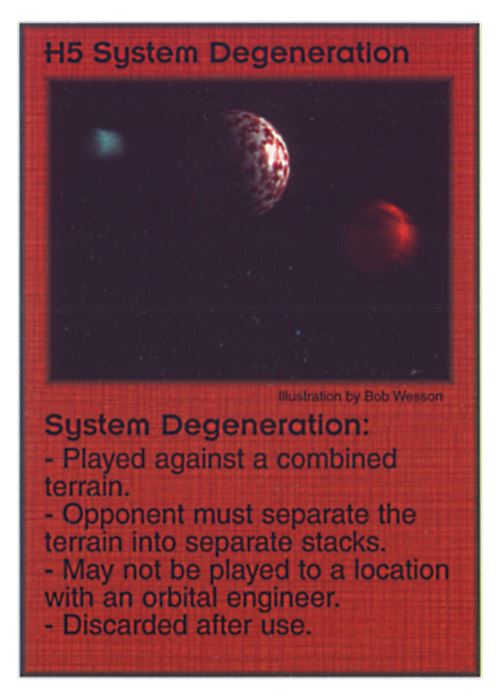 H5 System Degeneration
Illustration by Bob Wesson
System Degeneration:
- Played against a combined
terrain.
- Opponent must separate the
terrain into separate stacks.
- May not be played to a location
with an orbital engineer.
- Discarded after use.